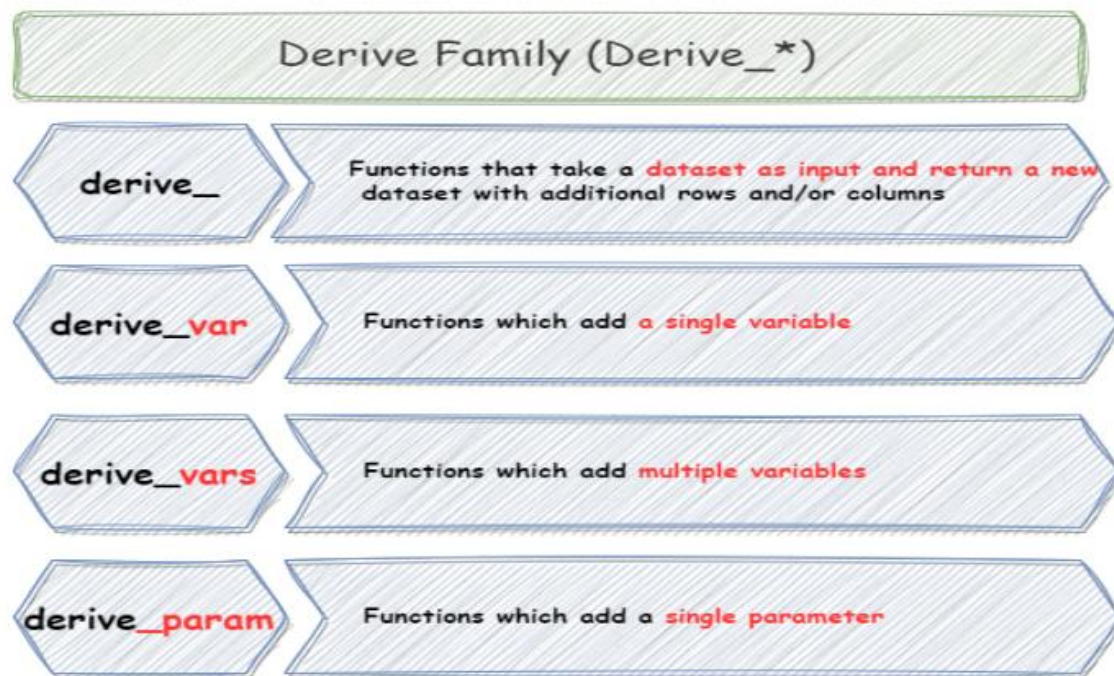 Derive Family (Derive_*)
derive_
Functions that take a dataset as input and return a new
dataset with additional rows and/or columns
derive_var
Functions which add a single variable
derive_vars
Functions which add multiple variables
derive_param
Functions which add a single parameter